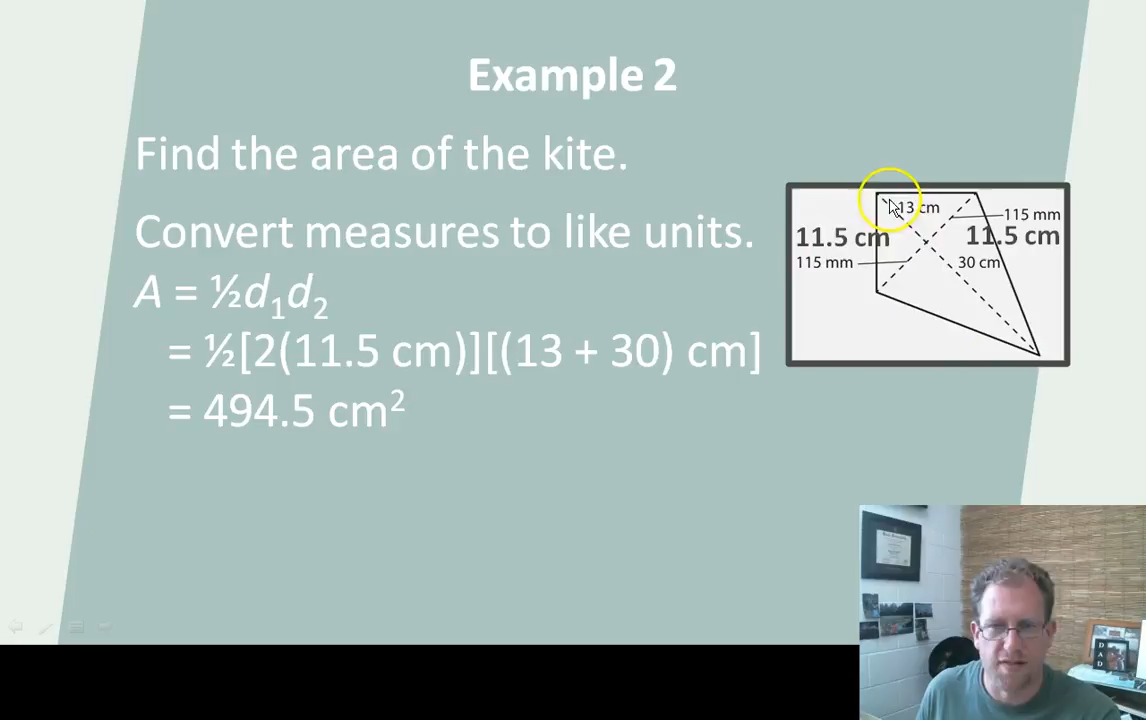 Example 2
Find the area of the kite.
Convert measures to like units.
A = ½d₁d₂
= ½[2(11.5 cm)][(13 + 30) cm]
= 494.5 cm²
13 cm
115 mm
11.5 cm
11.5 cm
115 mm
30 cm
DAD